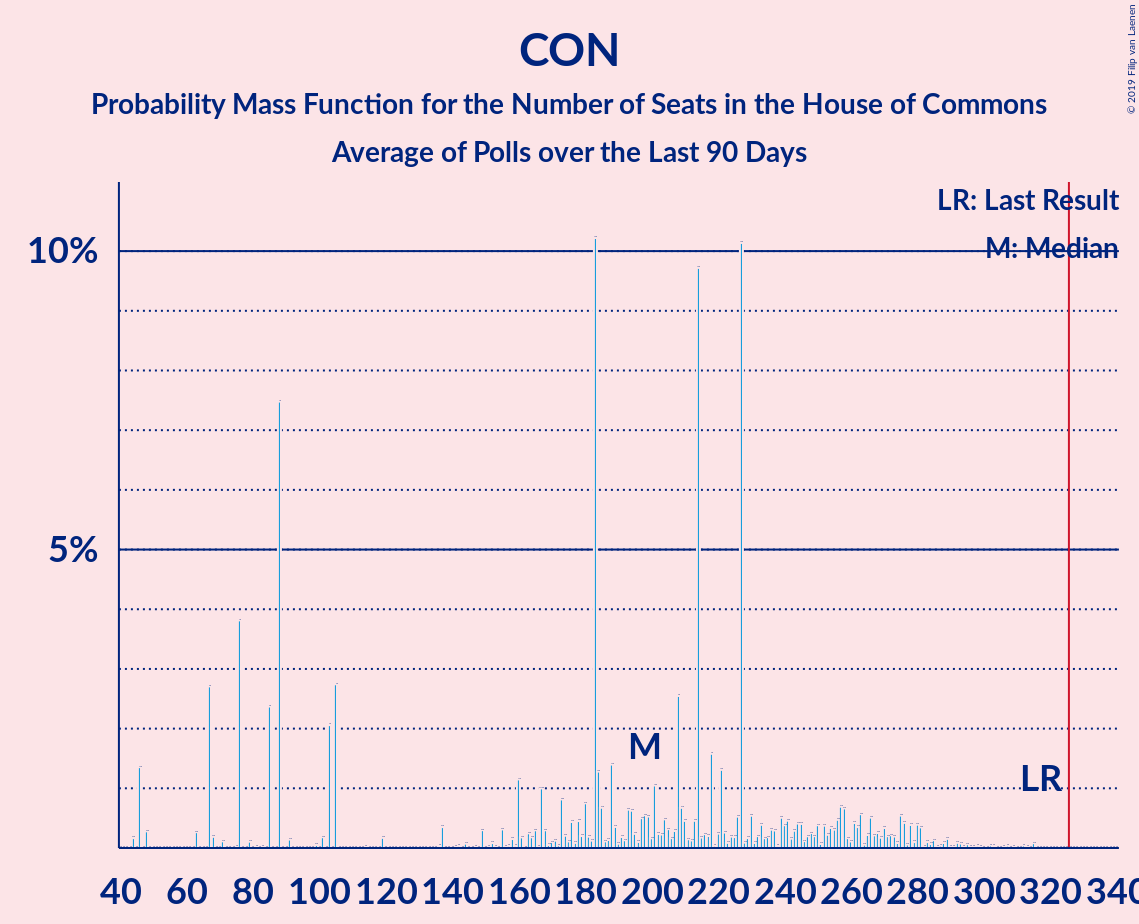 CON
Probability Mass Function for the Number of Seats in the House of Commons
Average of Polls over the Last 90 Days
© 2019 Filip van Laenen
LR: Last Result
M: Median
10%
5%
M
LR
40 60 80 100 120 140 160 180 200 220 240 260 280 300 320 340